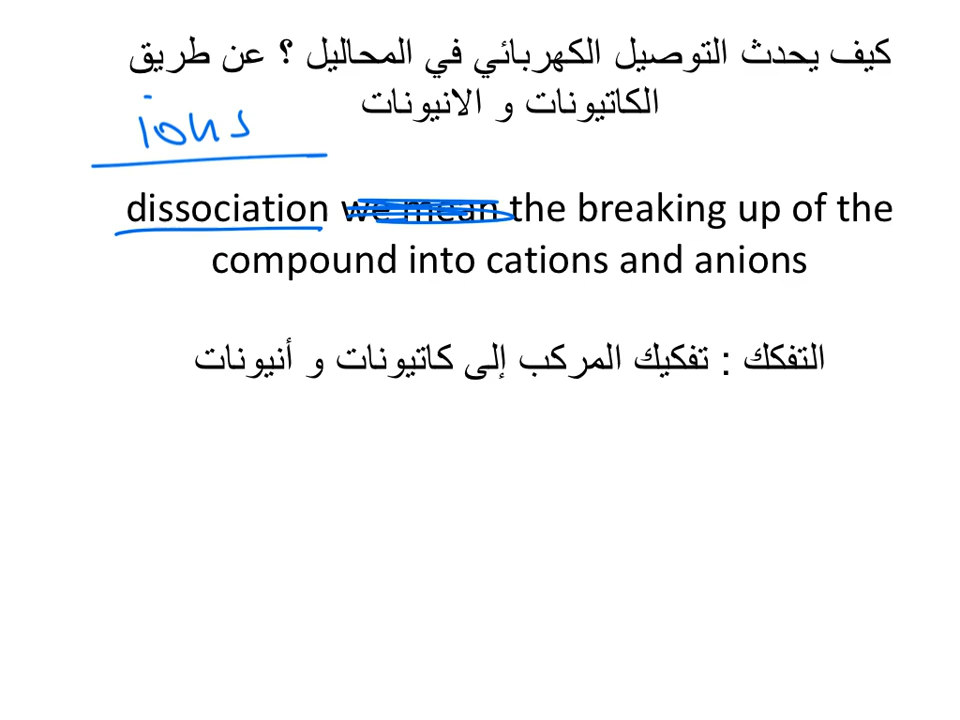 كيف يحدث التوصيل الكهربائي في المحاليل ؟ عن طريق
الكاتيونات و الانيونات
ions
dissociation we mean the breaking up of the
compound into cations and anions
التفكك : تفكيك المركب إلى كاتيونات و أنيونات